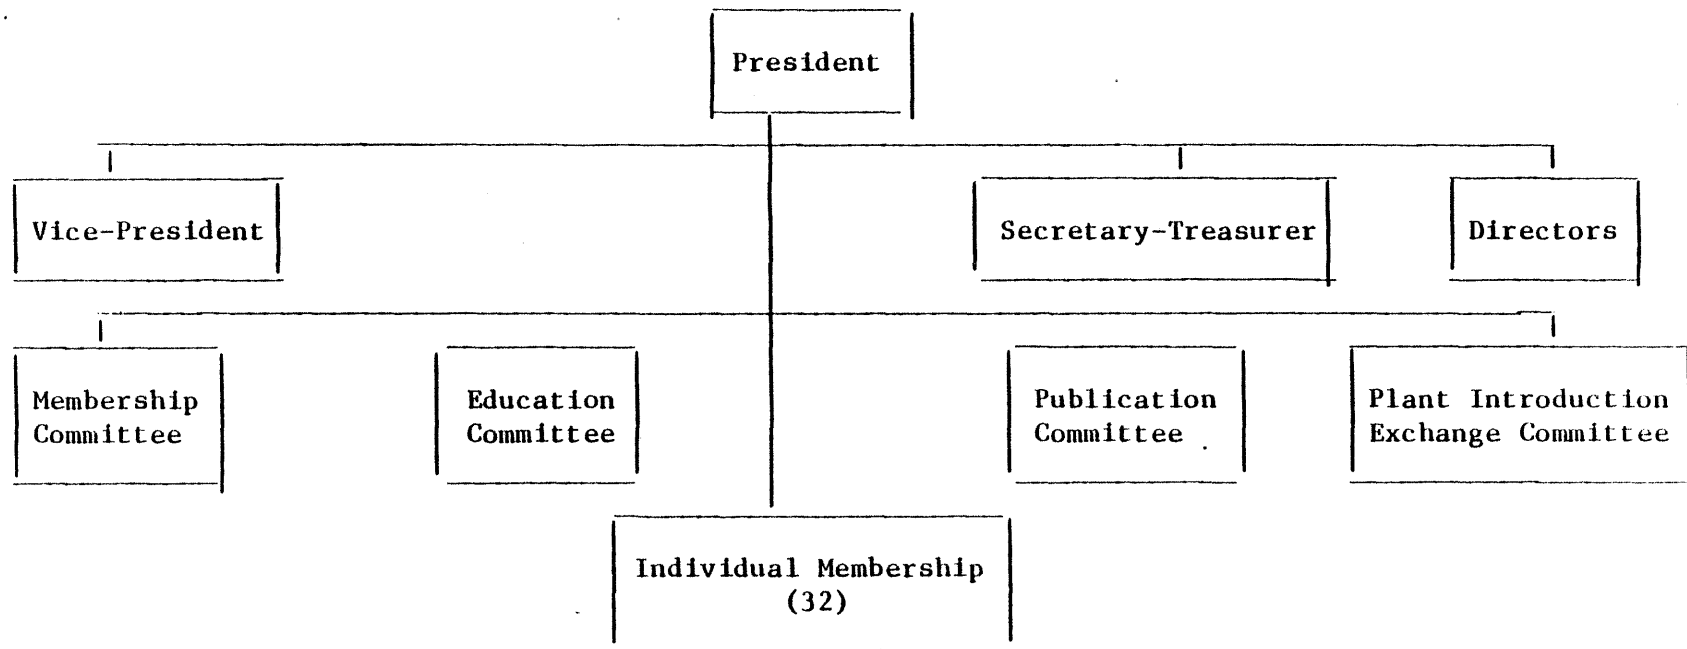 President
Vice-President
Secretary-Treasurer
Directors
Membership
Committee
Education
Committee
Publication
Committee
Plant Introduction
Exchange Committee
Individual Membership
(32)